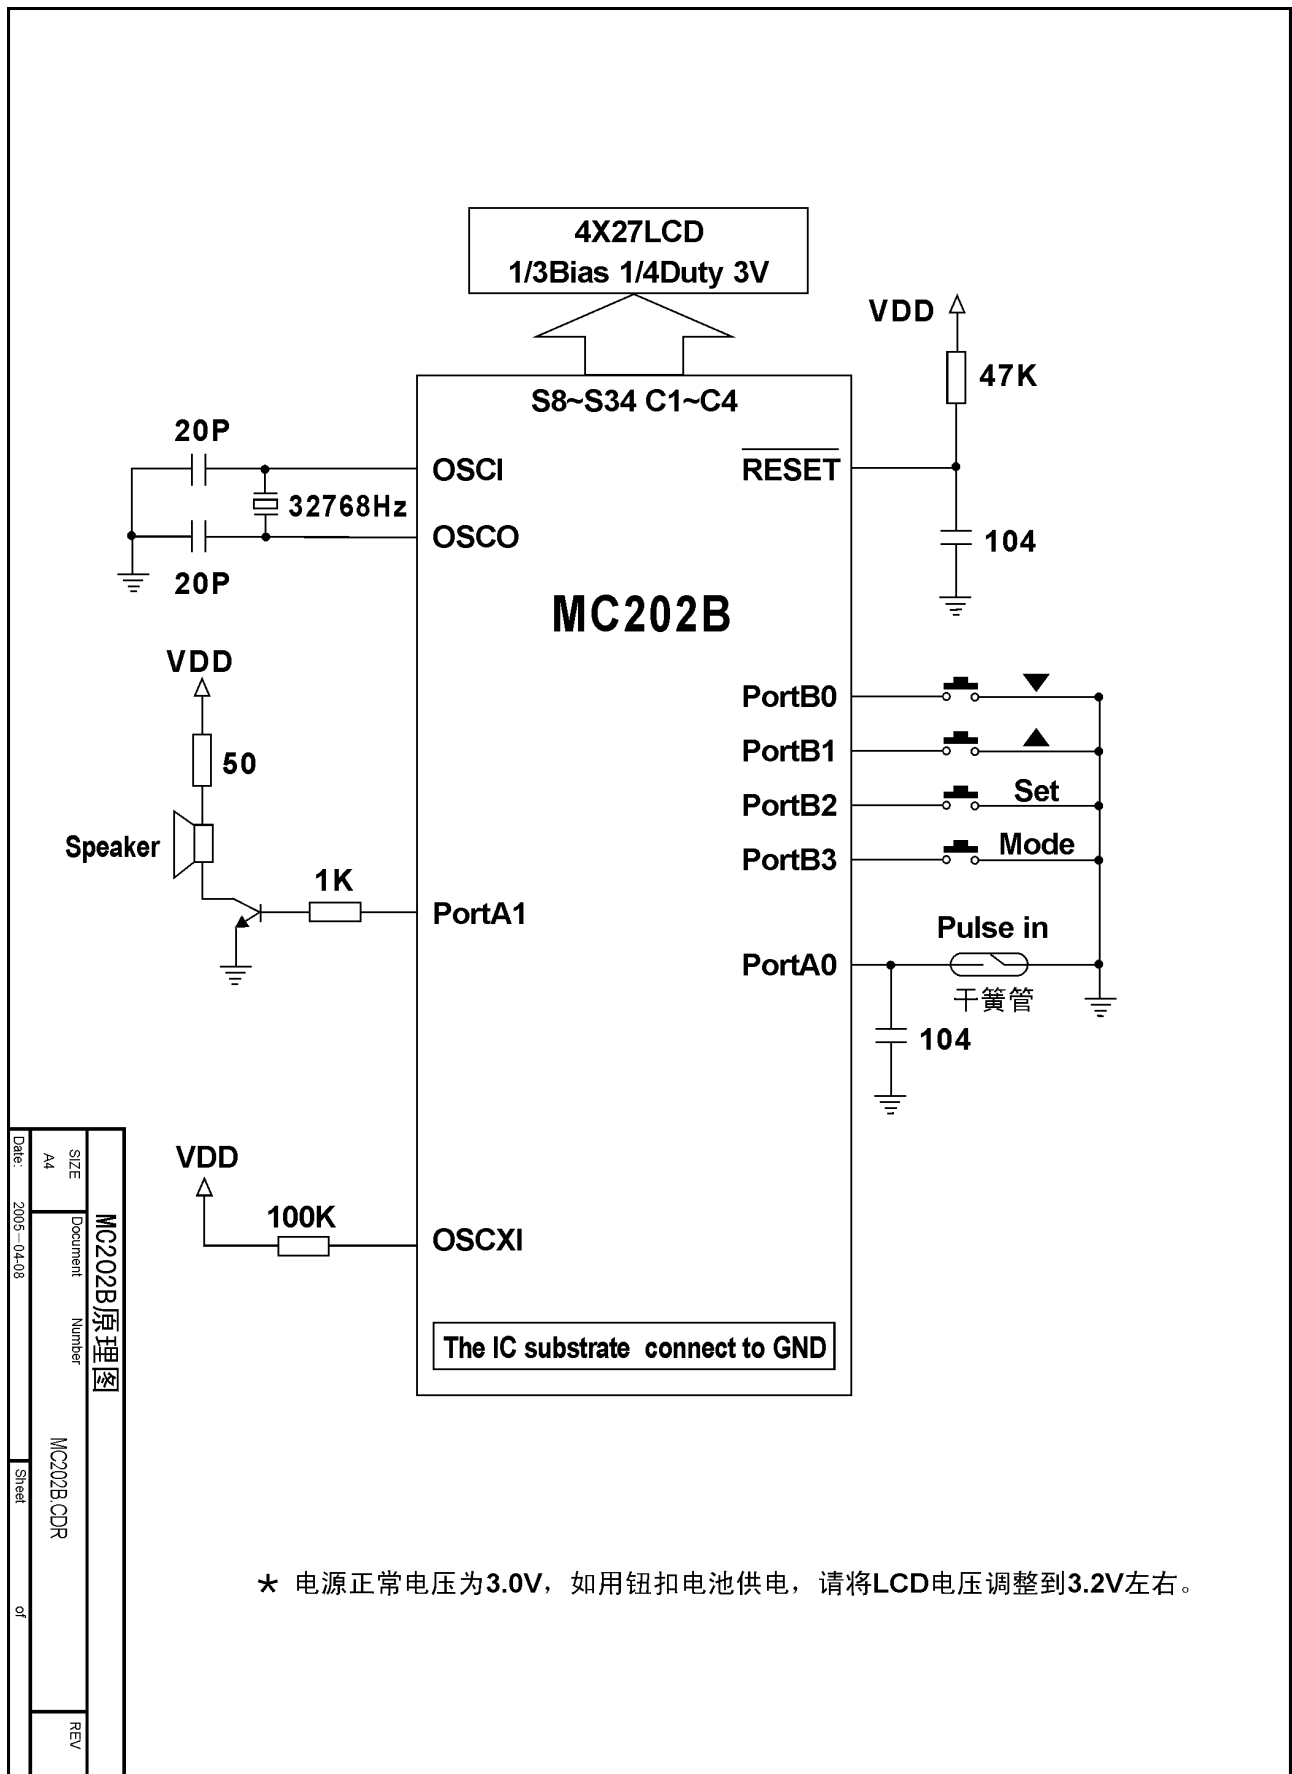 4X27LCD
1/3Bias 1/4Duty 3V
VDD
47K
S8~S34 C1~C4
20P
OSCI
RESET
32768Hz
OSCO
104
20P
MC202B
VDD
PortB0
▼
50
PortB1
▲
PortB2
Set
Speaker
PortB3
Mode
1K
PortA1
Pulse in
PortA0
干簧管
104
VDD
100K
OSCXI
The IC substrate connect to GND
MC202B原理图
SIZE
A4
Document Number
MC202B.CDR
REV
Date: 2005-04-08
Sheet of
* 电源正常电压为3.0V，如用钮扣电池供电，请将LCD电压调整到3.2V左右。